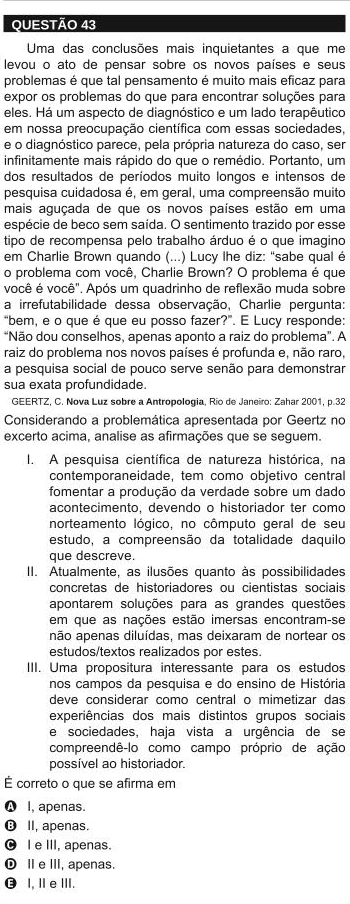 QUESTÃO 43
Uma das conclusões mais inquietantes a que me
levou o ato de pensar sobre os novos países e seus
problemas é que tal pensamento é muito mais eficaz para
expor os problemas do que para encontrar soluções para
eles. Há um aspecto de diagnóstico e um lado terapêutico
em nossa preocupação científica com essas sociedades,
e o diagnóstico parece, pela própria natureza do caso, ser
infinitamente mais rápido do que o remédio. Portanto, um
dos resultados de períodos muito longos e intensos de
pesquisa cuidadosa é, em geral, uma compreensão muito
mais aguçada de que os novos países estão em uma
espécie de beco sem saída. O sentimento trazido por esse
tipo de recompensa pelo trabalho árduo é o que imagino
em Charlie Brown quando (...) Lucy lhe diz: “sabe qual é
o problema com você, Charlie Brown? O problema é que
você é você”. Após um quadrinho de reflexão muda sobre
a irrefutabilidade dessa observação, Charlie pergunta:
“bem, e o que é que eu posso fazer?”. E Lucy responde:
“Não dou conselhos, apenas aponto a raiz do problema”. A
raiz do problema nos novos países é profunda e, não raro,
a pesquisa social de pouco serve senão para demonstrar
sua exata profundidade.
GEERTZ, C. Nova Luz sobre a Antropologia, Rio de Janeiro: Zahar 2001, p.32
Considerando a problemática apresentada por Geertz no
excerto acima, analise as afirmações que se seguem.
I. A pesquisa científica de natureza histórica, na
contemporaneidade, tem como objetivo central
fomentar a produção da verdade sobre um dado
acontecimento, devendo o historiador ter como
norteamento lógico, no cômputo geral de seu
estudo, a compreensão da totalidade daquilo
que descreve.
II. Atualmente, as ilusões quanto às possibilidades
concretas de historiadores ou cientistas sociais
apontarem soluções para as grandes questões
em que as nações estão imersas encontram-se
não apenas diluídas, mas deixaram de nortear os
estudos/textos realizados por estes.
III. Uma propositura interessante para os estudos
nos campos da pesquisa e do ensino de História
deve considerar como central o mimetizar das
experiências dos mais distintos grupos sociais
e sociedades, haja vista a urgência de se
compreendê-lo como campo próprio de ação
possível ao historiador.
É correto o que se afirma em
A I, apenas.
B II, apenas.
C I e III, apenas.
D II e III, apenas.
E I, II e III.